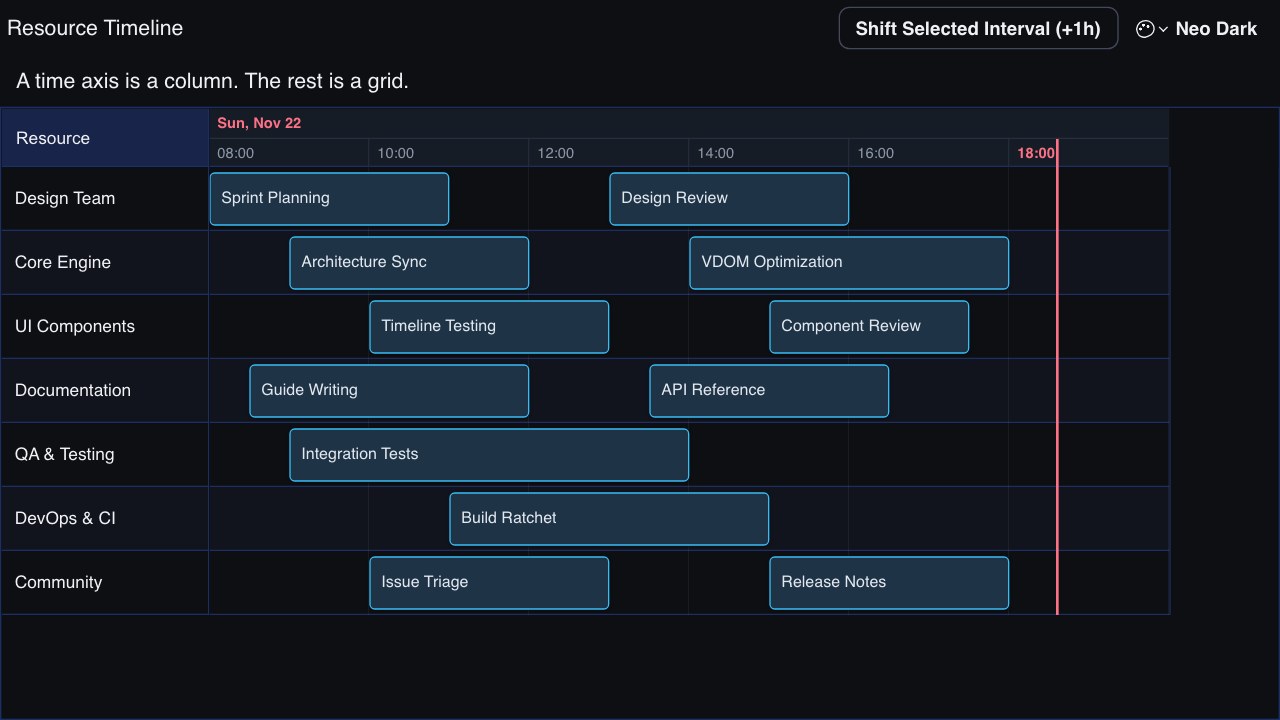 Resource Timeline
Shift Selected Interval (+1h)
Neo Dark
A time axis is a column. The rest is a grid.
Resource
Sun, Nov 22
08:00 10:00 12:00 14:00 16:00 18:00
Design Team Sprint Planning Design Review
Core Engine Architecture Sync VDOM Optimization
UI Components Timeline Testing Component Review
Documentation Guide Writing API Reference
QA & Testing Integration Tests
DevOps & CI Build Ratchet
Community Issue Triage Release Notes